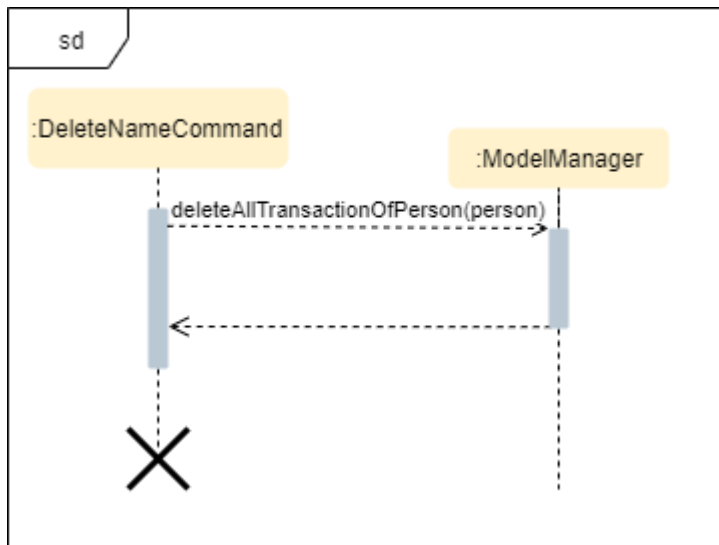 sd
:DeleteNameCommand
:ModelManager
deleteAllTransactionOfPerson(person)